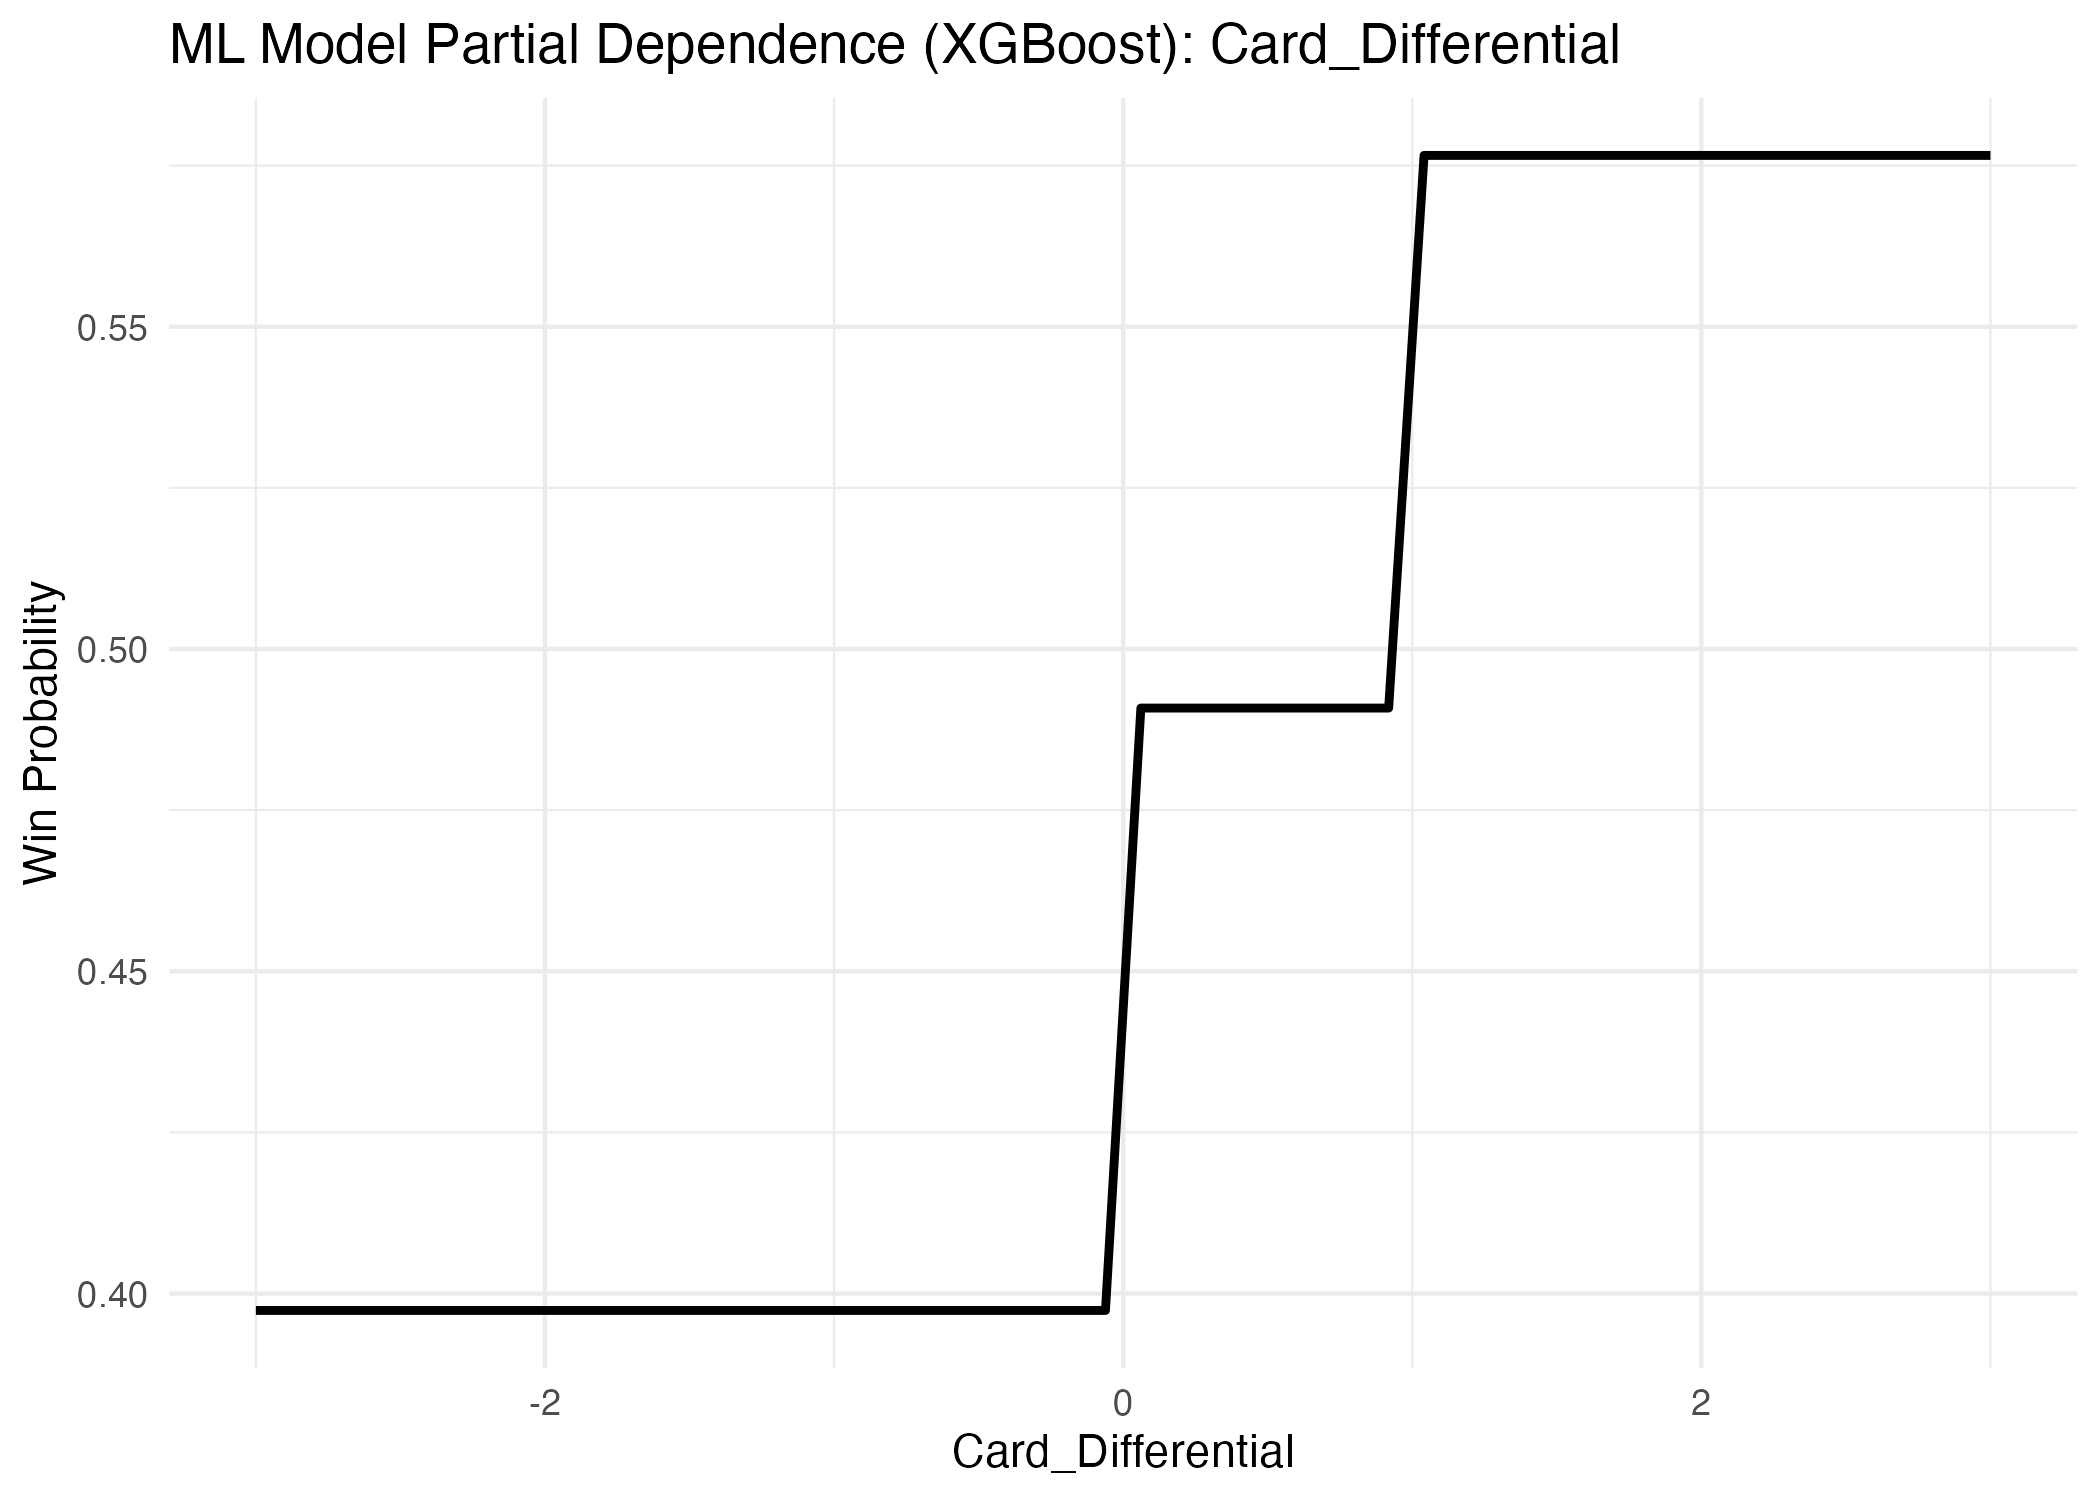 ML Model Partial Dependence (XGBoost): Card_Differential
Win Probability
0.55
0.50
0.45
0.40
-2
0
2
Card_Differential